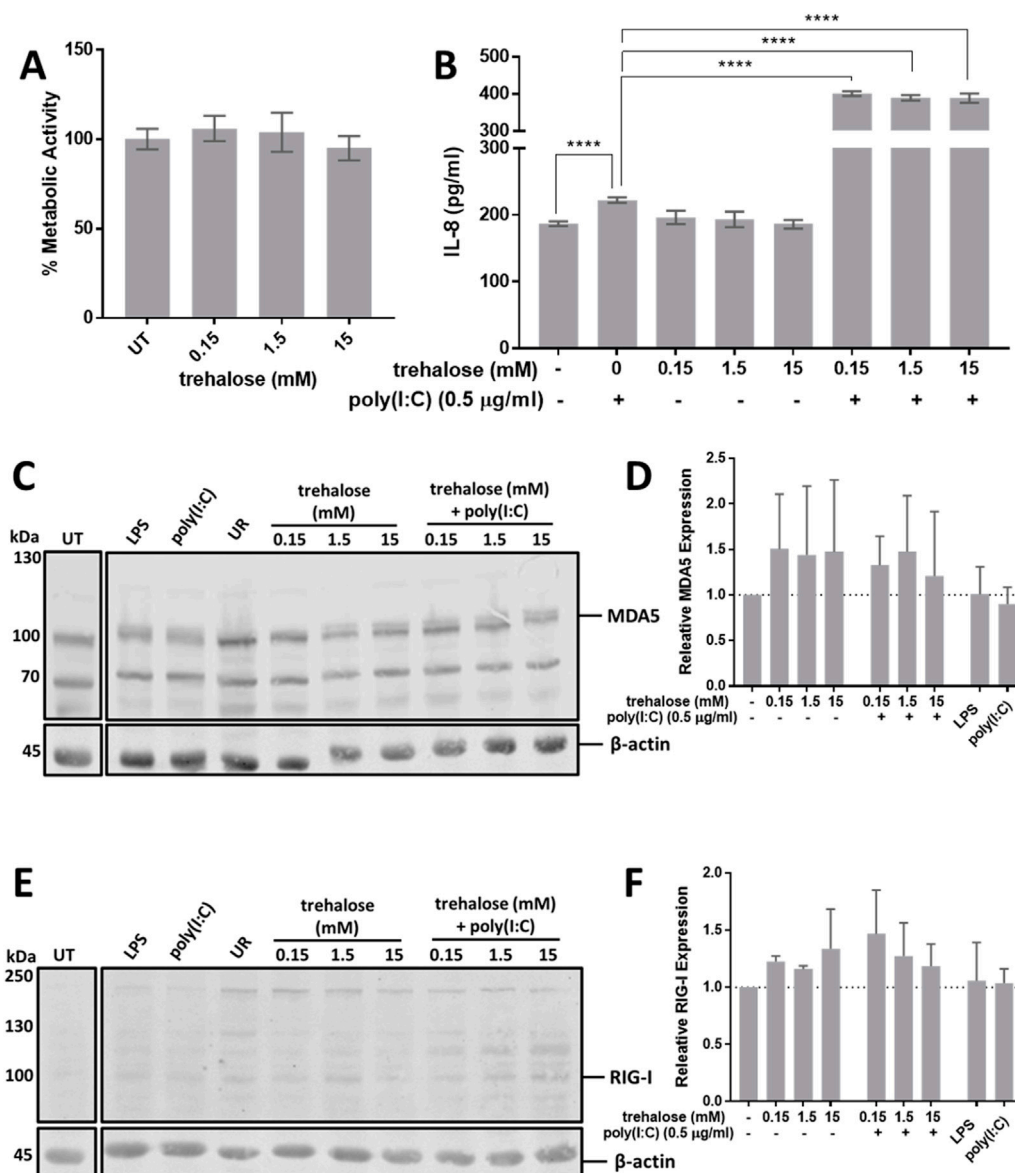 A
% Metabolic Activity
150
100
50
0
UT 0.15 1.5 15
trehalose (mM)
B
IL-8 (pg/ml)
500
400
300
300
200
100
0
****
****
****
****
trehalose (mM) - 0 0.15 1.5 15 0.15 1.5 15
poly(I:C) (0.5 μg/ml) - + - - - + + +
C
trehalose trehalose (mM)
(mM) + poly(I:C)
kDa UT LPS poly(I:C) UR 0.15 1.5 15 0.15 1.5 15
130
100
70
45
MDA5
β-actin
D
Releative MDA5 Expression
2.5
2.0
1.5
1.0
0.5
0.0
trehalose (mM) - 0.15 1.5 15 0.15 1.5 15 LPS poly(I:C)
poly(I:C) (0.5 μg/ml) + + +
E
trehalose trehalose (mM)
(mM) + poly(I:C)
kDa UT LPS poly(I:C) UR 0.15 1.5 15 0.15 1.5 15
250
130
100
45
RIG-I
β-actin
F
Releative RIG-I Expression
2.0
1.5
1.0
0.5
0.0
trehalose (mM) - 0.15 1.5 15 0.15 1.5 15 LPS poly(I:C)
poly(I:C) (0.5 μg/ml) + + +